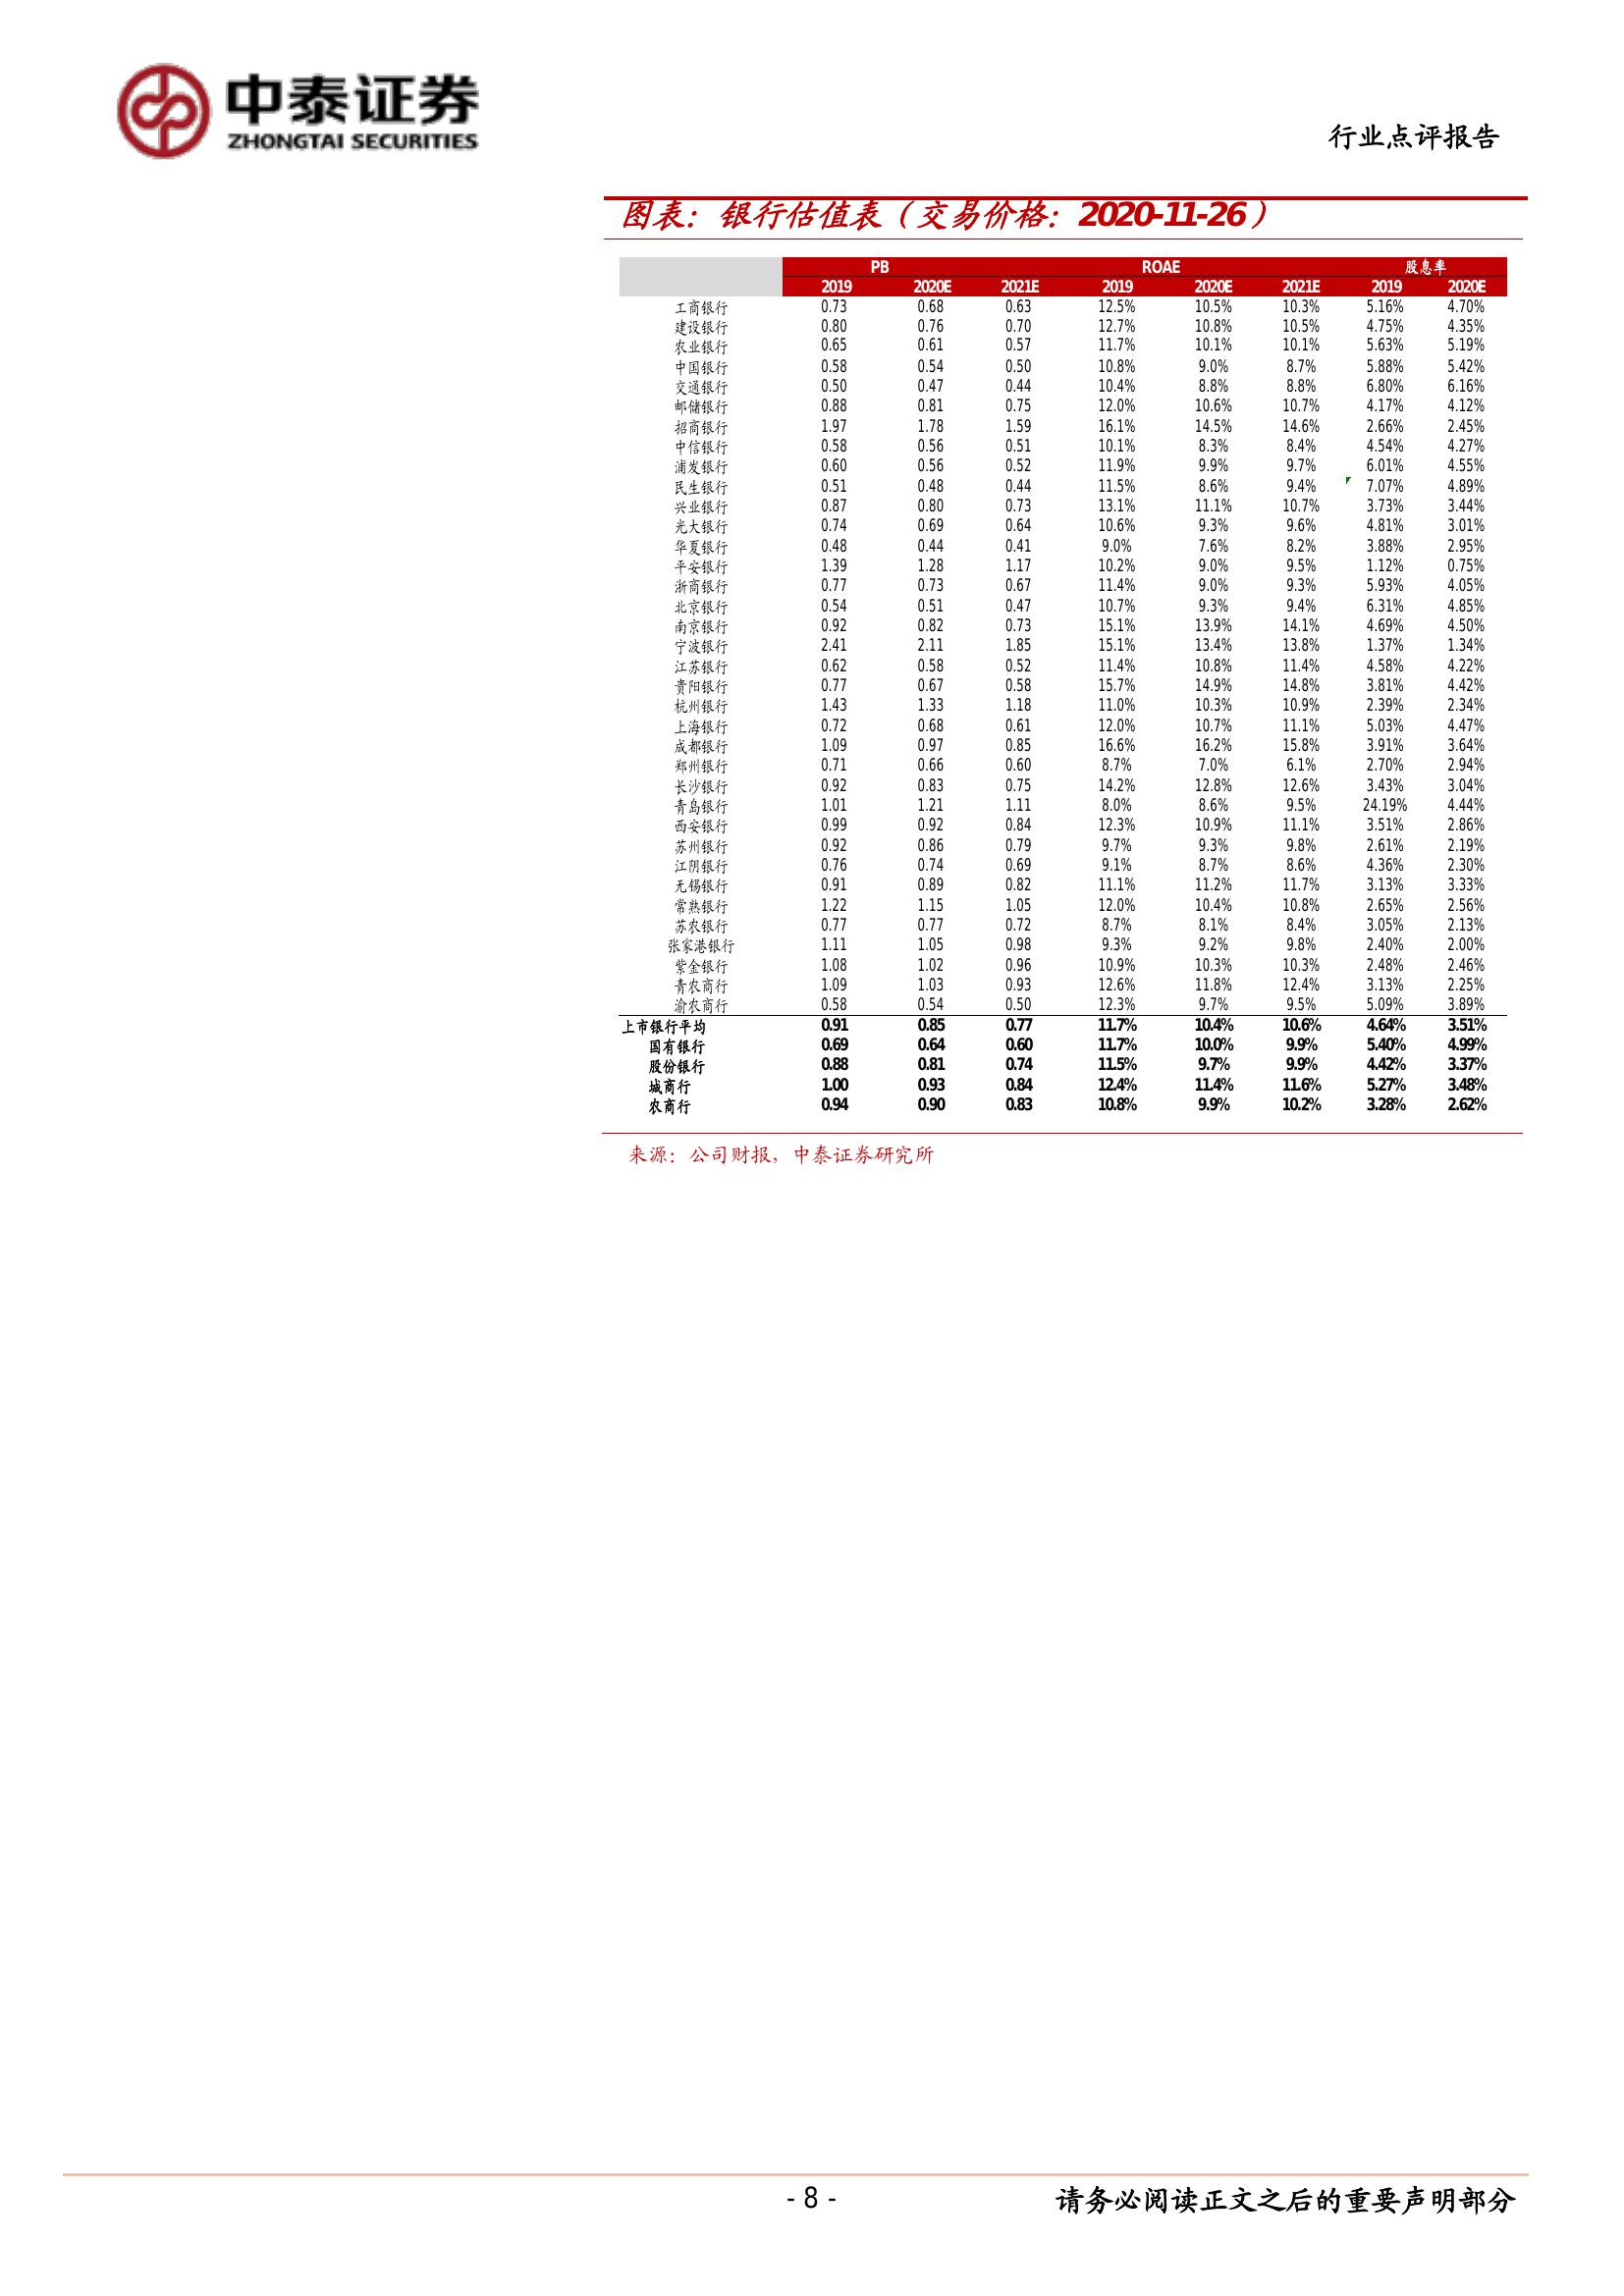 中泰证券
ZHONGTAI SECURITIES
行业点评报告
图表：银行估值表（交易价格：2020-11-26）
PB ROAE 股息率
2019 2020E 2021E 2019 2020E 2021E 2019 2020E
工商银行 0.73 0.68 0.63 12.5% 10.5% 10.3% 5.16% 4.70%
建设银行 0.80 0.76 0.70 12.7% 10.8% 10.5% 4.75% 4.35%
农业银行 0.65 0.61 0.57 11.7% 10.1% 10.1% 5.63% 5.19%
中国银行 0.58 0.54 0.50 10.8% 9.0% 8.7% 5.88% 5.42%
交通银行 0.50 0.47 0.44 10.4% 8.8% 8.8% 6.80% 6.16%
邮储银行 0.88 0.81 0.75 12.0% 10.6% 10.7% 4.17% 4.12%
招商银行 1.97 1.78 1.59 16.1% 14.5% 14.6% 2.66% 2.45%
中信银行 0.58 0.56 0.51 10.1% 8.3% 8.4% 4.54% 4.27%
浦发银行 0.60 0.56 0.52 11.9% 9.9% 9.7% 6.01% 4.55%
民生银行 0.51 0.48 0.44 11.5% 8.6% 9.4% 7.07% 4.89%
兴业银行 0.87 0.80 0.73 13.1% 11.1% 10.7% 3.73% 3.44%
光大银行 0.74 0.69 0.64 10.6% 9.3% 9.6% 4.81% 3.01%
华夏银行 0.48 0.44 0.41 9.0% 7.6% 8.2% 3.88% 2.95%
平安银行 1.39 1.28 1.17 10.2% 9.0% 9.5% 1.12% 0.75%
浙商银行 0.77 0.73 0.67 11.4% 9.0% 9.3% 5.93% 4.05%
北京银行 0.54 0.51 0.47 10.7% 9.3% 9.4% 6.31% 4.85%
南京银行 0.92 0.82 0.73 15.1% 13.9% 14.1% 4.69% 4.50%
宁波银行 2.41 2.11 1.85 15.1% 13.4% 13.8% 1.37% 1.34%
江苏银行 0.62 0.58 0.52 11.4% 10.8% 11.4% 4.58% 4.22%
贵阳银行 0.77 0.67 0.58 15.7% 14.9% 14.8% 3.81% 4.42%
杭州银行 1.43 1.33 1.18 11.0% 10.3% 10.9% 2.39% 2.34%
上海银行 0.72 0.68 0.61 12.0% 10.7% 11.1% 5.03% 4.47%
成都银行 1.09 0.97 0.85 16.6% 16.2% 15.8% 3.91% 3.64%
郑州银行 0.71 0.66 0.60 8.7% 7.0% 6.1% 2.70% 2.94%
长沙银行 0.92 0.83 0.75 14.2% 12.8% 12.6% 3.43% 3.04%
青岛银行 1.01 1.21 1.11 8.0% 8.6% 9.5% 24.19% 4.44%
西安银行 0.99 0.92 0.84 12.3% 10.9% 11.1% 3.51% 2.86%
苏州银行 0.92 0.86 0.79 9.7% 9.3% 9.8% 2.61% 2.19%
江阴银行 0.76 0.74 0.69 9.1% 8.7% 8.6% 4.36% 2.30%
无锡银行 0.91 0.89 0.82 11.1% 11.2% 11.7% 3.13% 3.33%
常熟银行 1.22 1.15 1.05 12.0% 10.4% 10.8% 2.65% 2.56%
苏农银行 0.77 0.77 0.72 8.7% 8.1% 8.4% 3.05% 2.13%
张家港银行 1.11 1.05 0.98 9.3% 9.2% 9.8% 2.40% 2.00%
紫金银行 1.08 1.02 0.96 10.9% 10.3% 10.3% 2.48% 2.46%
青农商行 1.09 1.03 0.93 12.6% 11.8% 12.4% 3.13% 2.25%
渝农商行 0.58 0.54 0.50 12.3% 9.7% 9.5% 5.09% 3.89%
上市银行平均 0.91 0.85 0.77 11.7% 10.4% 10.6% 4.64% 3.51%
国有银行 0.69 0.64 0.60 11.7% 10.0% 9.9% 5.40% 4.99%
股份银行 0.88 0.81 0.74 11.5% 9.7% 9.9% 4.42% 3.37%
城商行 1.00 0.93 0.84 12.4% 11.4% 11.6% 5.27% 3.48%
农商行 0.94 0.90 0.83 10.8% 9.9% 10.2% 3.28% 2.62%
来源：公司财报，中泰证券研究所
- 8 -
请务必阅读正文之后的重要声明部分